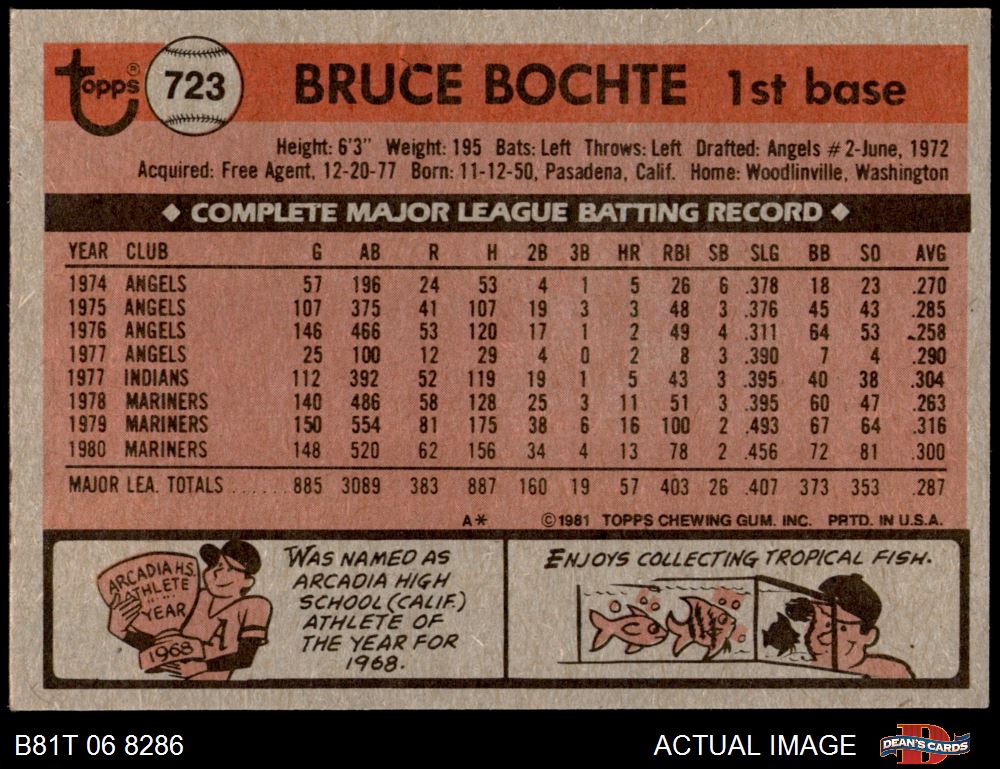 Topps®
723
BRUCE BOCHTE 1st base
Height: 6'3" Weight: 195 Bats: Left Throws: Left Drafted: Angels #2-June, 1972
Acquired: Free Agent, 12-20-77 Born: 11-12-50, Pasadena, Calif. Home: Woodlinville, Washington
◆ COMPLETE MAJOR LEAGUE BATTING RECORD ◆
YEAR CLUB G AB R H 2B 3B HR RBI SB SLG BB SO AVG
1974 ANGELS 57 196 24 53 4 1 5 26 6 .378 18 23 .270
1975 ANGELS 107 375 41 107 19 3 3 48 3 .376 45 43 .285
1976 ANGELS 146 466 53 120 17 1 2 49 4 .311 64 53 .258
1977 ANGELS 25 100 12 29 4 0 2 8 3 .390 7 4 .290
1977 INDIANS 112 392 52 119 19 1 5 43 3 .395 40 38 .304
1978 MARINERS 140 486 58 128 25 3 11 51 3 .395 60 47 .263
1979 MARINERS 150 554 81 175 38 6 16 100 2 .493 67 64 .316
1980 MARINERS 148 520 62 156 34 4 13 78 2 .456 72 81 .300
MAJOR LEA. TOTALS ...... 885 3089 383 887 160 19 57 403 26 .407 373 353 .287
A* ©1981 TOPPS CHEWING GUM. INC. PRTD. IN U.S.A.
ARCADIA H.S.
ATHLETE
YEAR
1968
A
WAS NAMED AS
ARCADIA HIGH
SCHOOL (CALIF.)
ATHLETE OF
THE YEAR FOR
1968.
ENJOYS COLLECTING TROPICAL FISH.
B81T 06 8286
ACTUAL IMAGE
DEAN'S CARDS